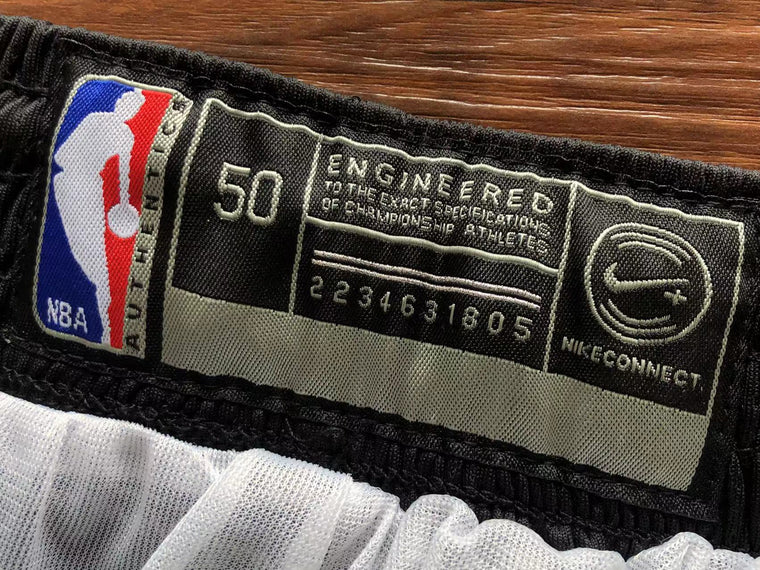 NBA
AUTHENTICS
50
ENGINEERED
TO THE EXACT SPECIFICATIONS
OF CHAMPIONSHIP ATHLETES
2234631805
NIKECONNECT